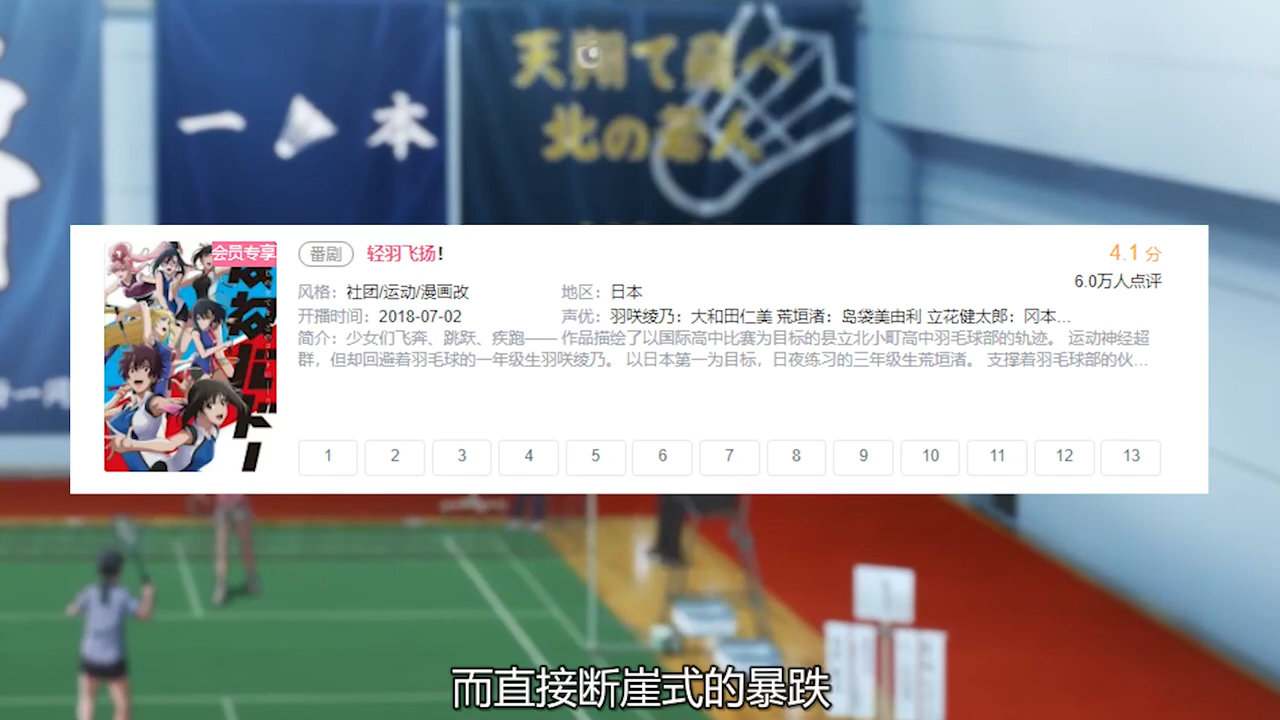 天翔て飛べ
一 本
北の若人
会员专享
番剧 轻羽飞扬!
4.1 分
6.0万人点评
风格：社团/运动/漫画改 地区：日本
开播时间：2018-07-02 声优：羽咲绫乃：大和田仁美 荒垣渚：岛袋美由利 立花健太郎：冈本...
简介：少女们飞奔、跳跃、疾跑—— 作品描绘了以国际高中比赛为目标的县立北小町高中羽毛球部的轨迹。 运动神经超
群，但却回避着羽毛球的一年级生羽咲绫乃。 以日本第一为目标，日夜练习的三年级生荒垣渚。 支撑着羽毛球部的伙...
1 2 3 4 5 6 7 8 9 10 11 12 13
而直接断崖式的暴跌